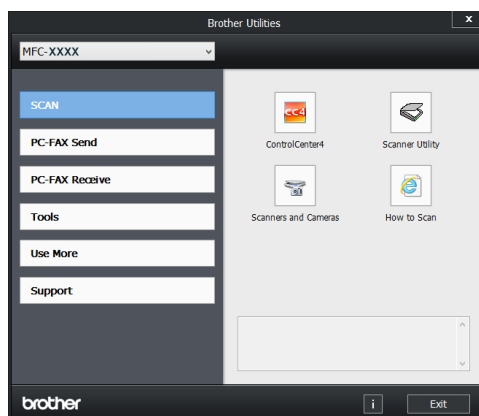 Brother Utilities
x
MFC-XXXX
SCAN
PC-FAX Send
PC-FAX Receive
Tools
Use More
Support
CC4
ControlCenter4
Scanner Utility
Scanners and Cameras
How to Scan
brother
i
Exit